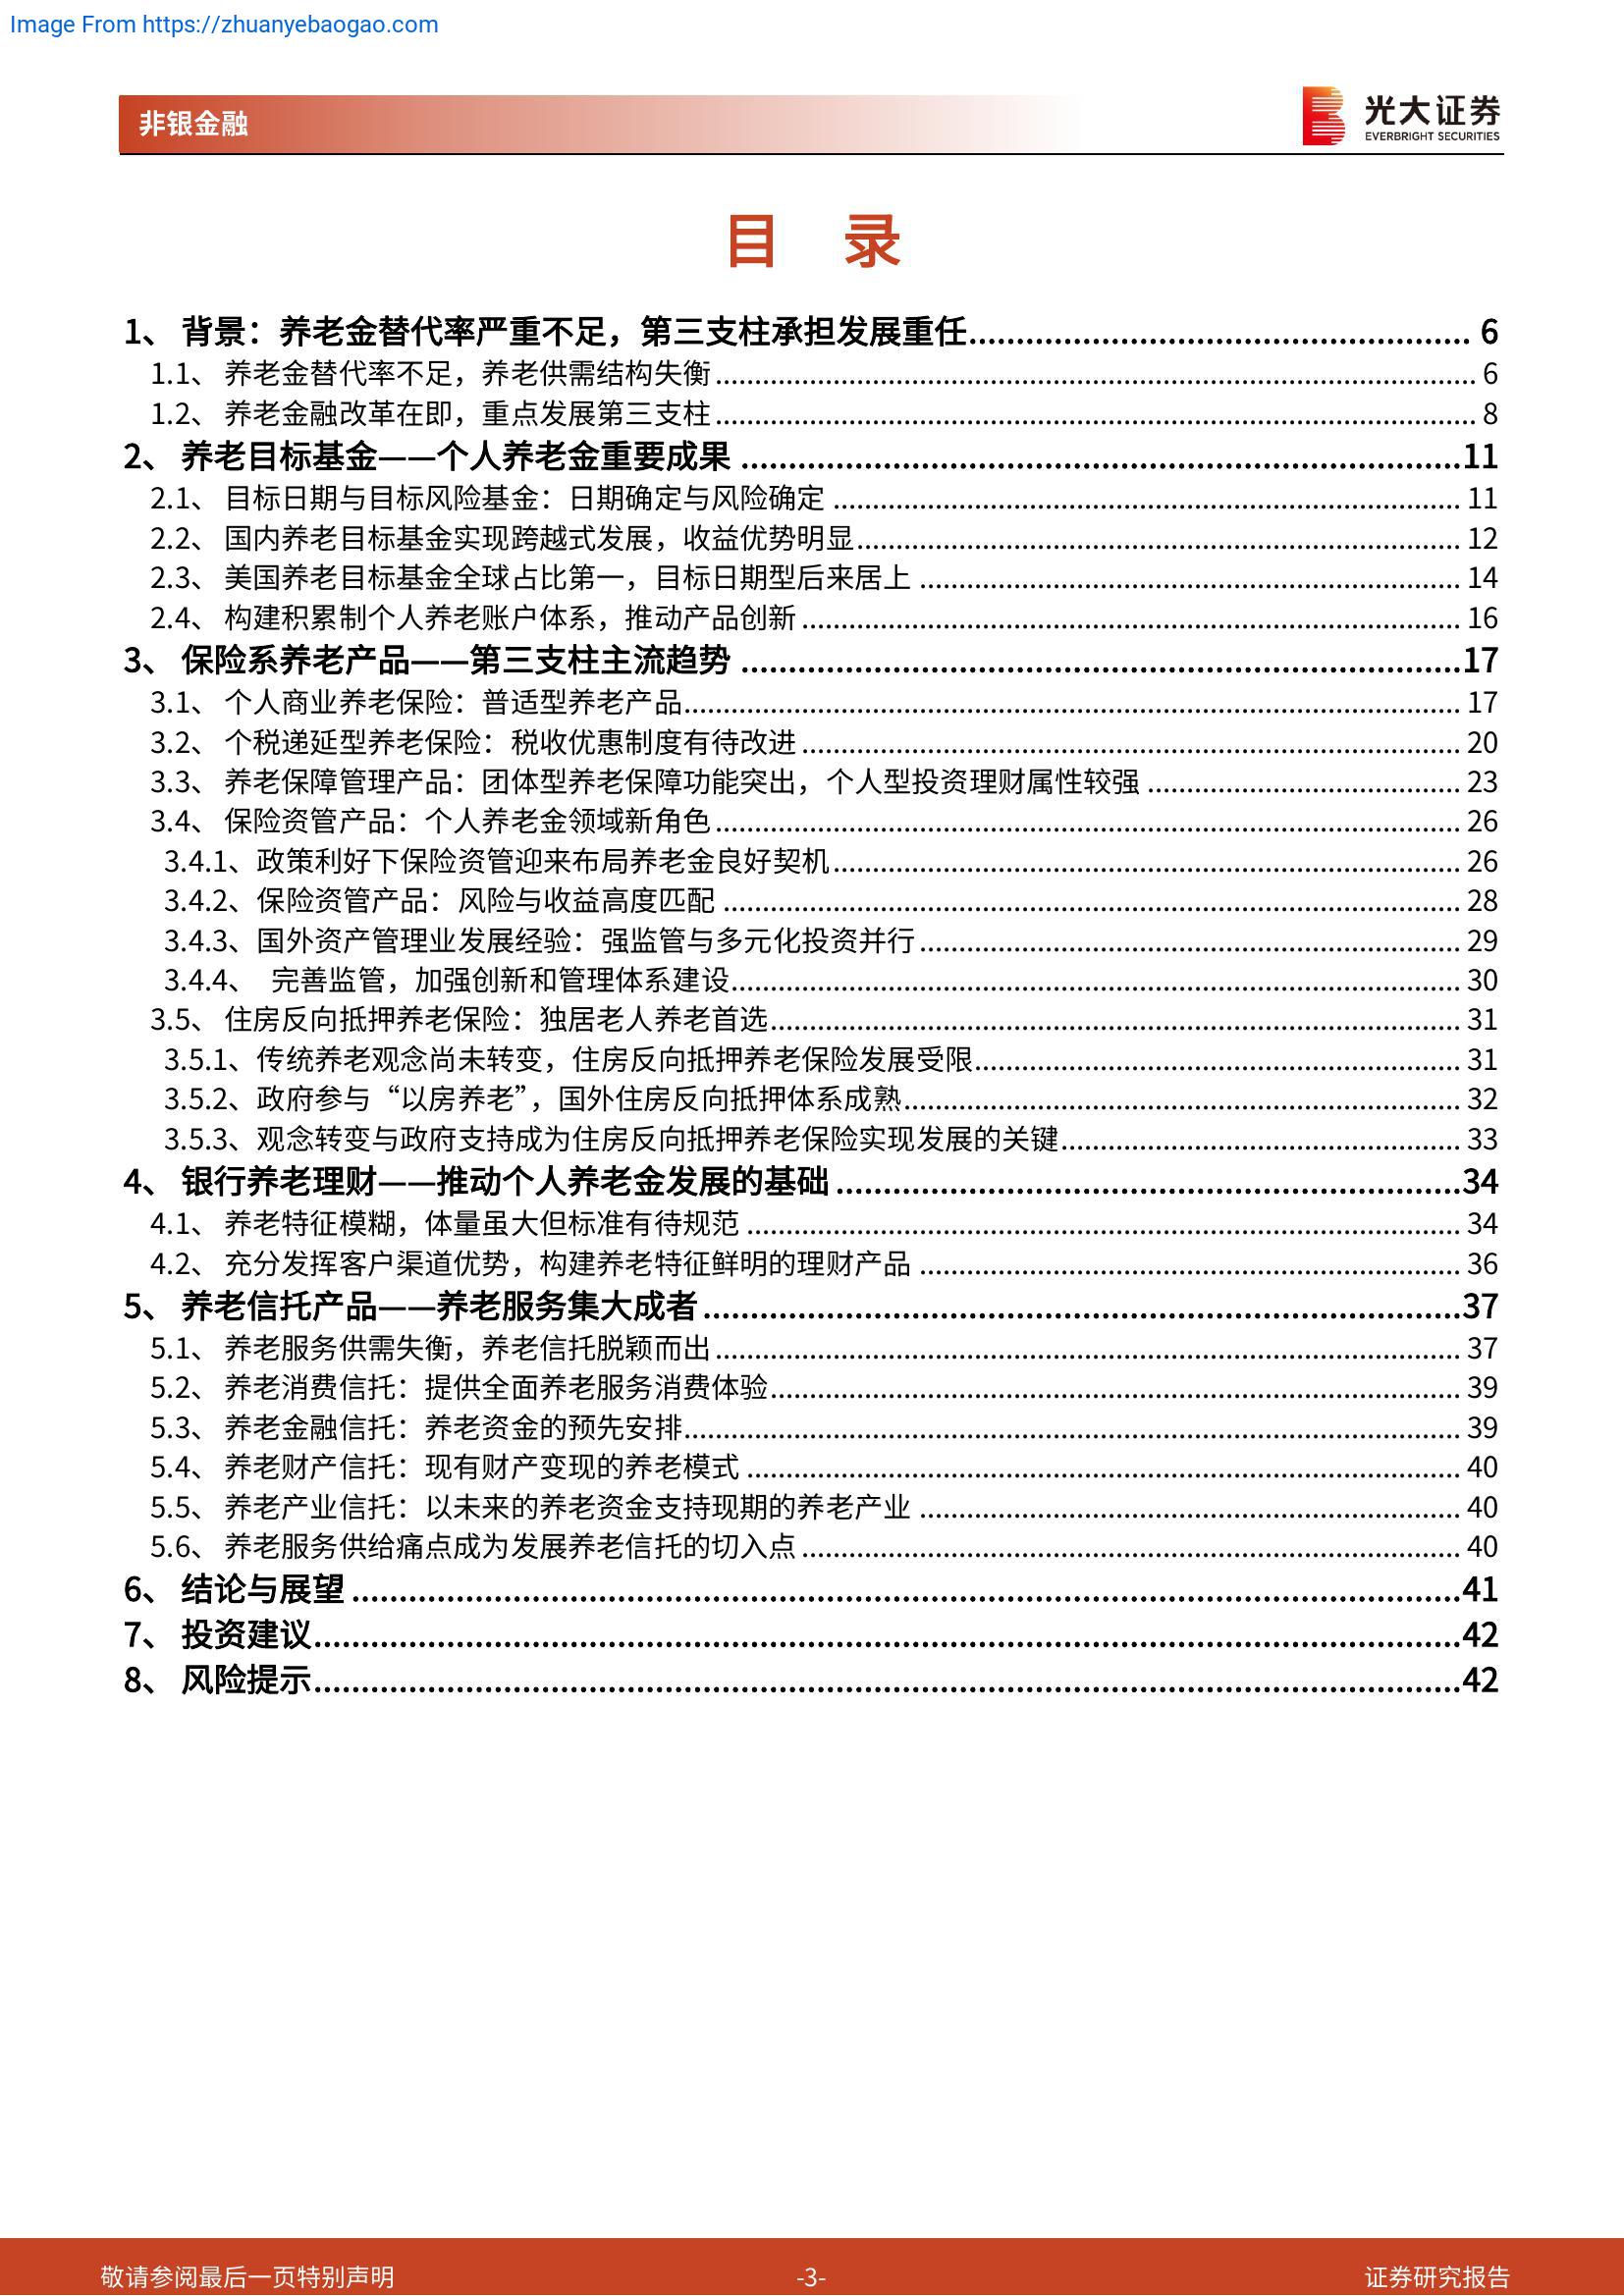 Image From https://zhuanyebaogao.com
非银金融
光大证券
EVERBRIGHT SECURITIES
目 录
1、 背景：养老金替代率严重不足，第三支柱承担发展重任 6
1.1、 养老金替代率不足，养老供需结构失衡 6
1.2、 养老金融改革在即，重点发展第三支柱 8
2、 养老目标基金——个人养老金重要成果 11
2.1、 目标日期与目标风险基金：日期确定与风险确定 11
2.2、 国内养老目标基金实现跨越式发展，收益优势明显 12
2.3、 美国养老目标基金全球占比第一，目标日期型后来居上 14
2.4、 构建积累制个人养老账户体系，推动产品创新 16
3、 保险系养老产品——第三支柱主流趋势 17
3.1、 个人商业养老保险：普适型养老产品 17
3.2、 个税递延型养老保险：税收优惠制度有待改进 20
3.3、 养老保障管理产品：团体型养老保障功能突出，个人型投资理财属性较强 23
3.4、 保险资管产品：个人养老金领域新角色 26
3.4.1、政策利好下保险资管迎来布局养老金良好契机 26
3.4.2、保险资管产品：风险与收益高度匹配 28
3.4.3、国外资产管理业发展经验：强监管与多元化投资并行 29
3.4.4、 完善监管，加强创新和管理体系建设 30
3.5、 住房反向抵押养老保险：独居老人养老首选 31
3.5.1、传统养老观念尚未转变，住房反向抵押养老保险发展受限 31
3.5.2、政府参与“以房养老”，国外住房反向抵押体系成熟 32
3.5.3、观念转变与政府支持成为住房反向抵押养老保险实现发展的关键 33
4、 银行养老理财——推动个人养老金发展的基础 34
4.1、 养老特征模糊，体量虽大但标准有待规范 34
4.2、 充分发挥客户渠道优势，构建养老特征鲜明的理财产品 36
5、 养老信托产品——养老服务集大成者 37
5.1、 养老服务供需失衡，养老信托脱颖而出 37
5.2、 养老消费信托：提供全面养老服务消费体验 39
5.3、 养老金融信托：养老资金的预先安排 39
5.4、 养老财产信托：现有财产变现的养老模式 40
5.5、 养老产业信托：以未来的养老资金支持现期的养老产业 40
5.6、 养老服务供给痛点成为发展养老信托的切入点 40
6、 结论与展望 41
7、 投资建议 42
8、 风险提示 42
敬请参阅最后一页特别声明 -3- 证券研究报告